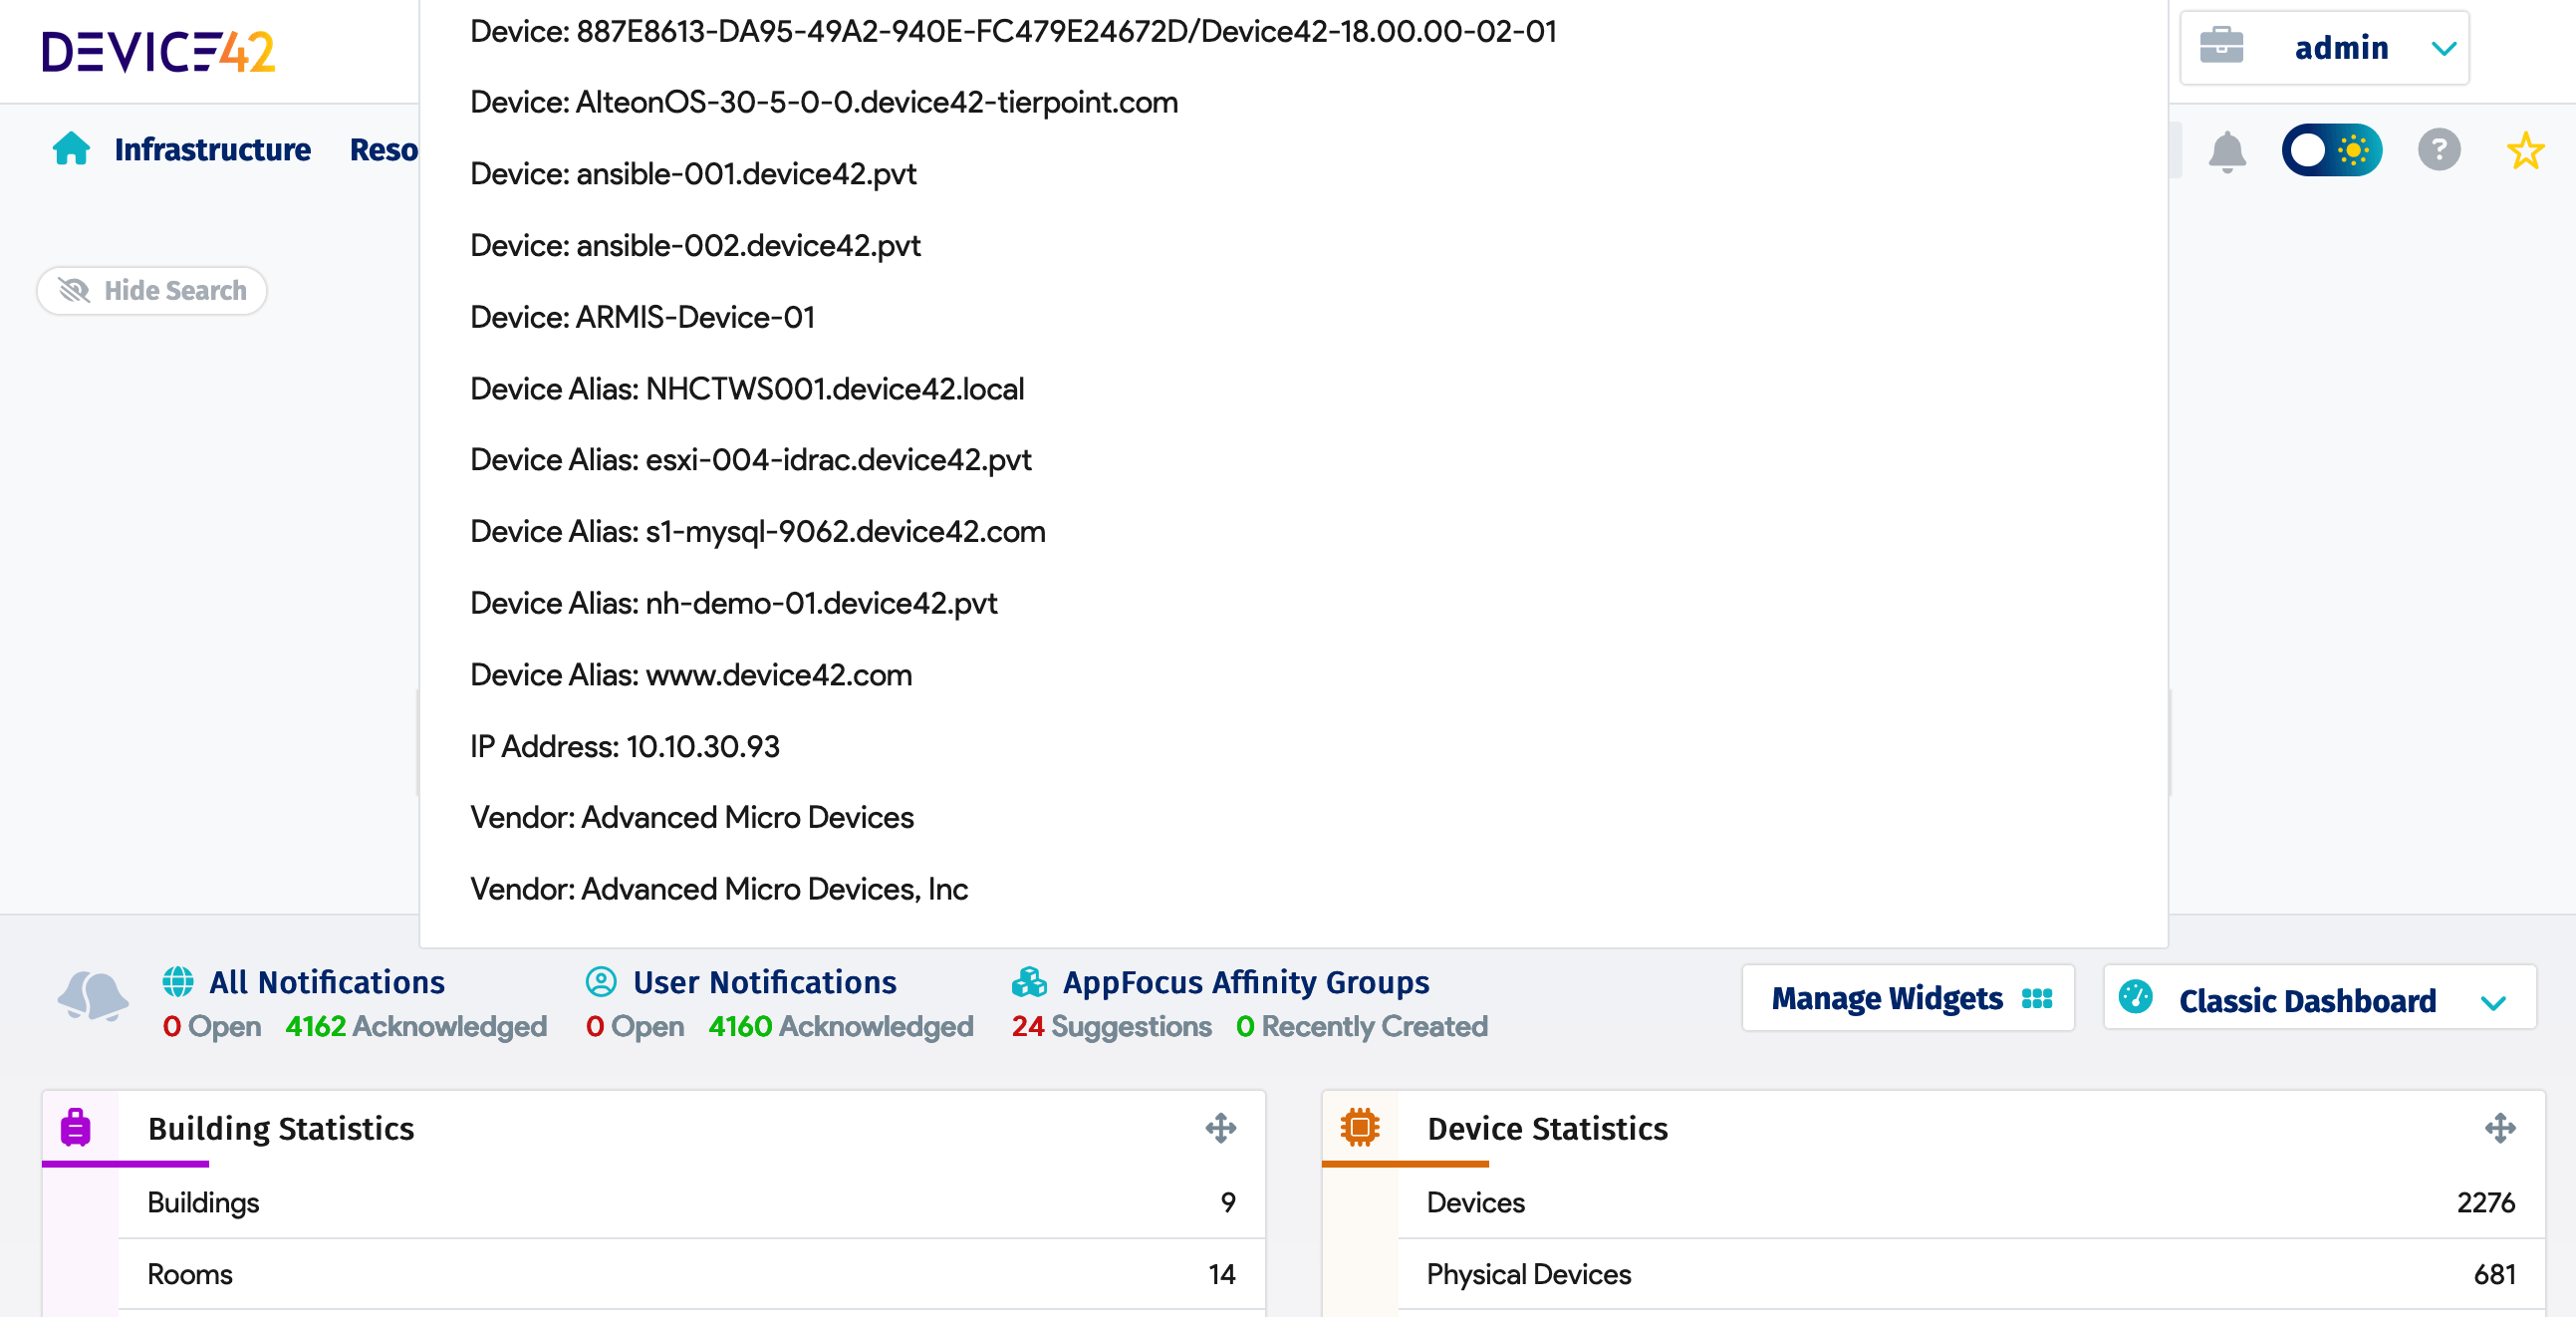 DEVICE42
admin
Infrastructure
Reso
?
Hide Search
Device: 887E8613-DA95-49A2-940E-FC479E24672D/Device42-18.00.00-02-01
Device: AlteonOS-30-5-0-0.device42-tierpoint.com
Device: ansible-001.device42.pvt
Device: ansible-002.device42.pvt
Device: ARMIS-Device-01
Device Alias: NHCTWS001.device42.local
Device Alias: esxi-004-idrac.device42.pvt
Device Alias: s1-mysql-9062.device42.com
Device Alias: nh-demo-01.device42.pvt
Device Alias: www.device42.com
IP Address: 10.10.30.93
Vendor: Advanced Micro Devices
Vendor: Advanced Micro Devices, Inc
All Notifications
0 Open 4162 Acknowledged
User Notifications
0 Open 4160 Acknowledged
AppFocus Affinity Groups
24 Suggestions 0 Recently Created
Manage Widgets
Classic Dashboard
Building Statistics
Buildings 9
Rooms 14
Device Statistics
Devices 2276
Physical Devices 681